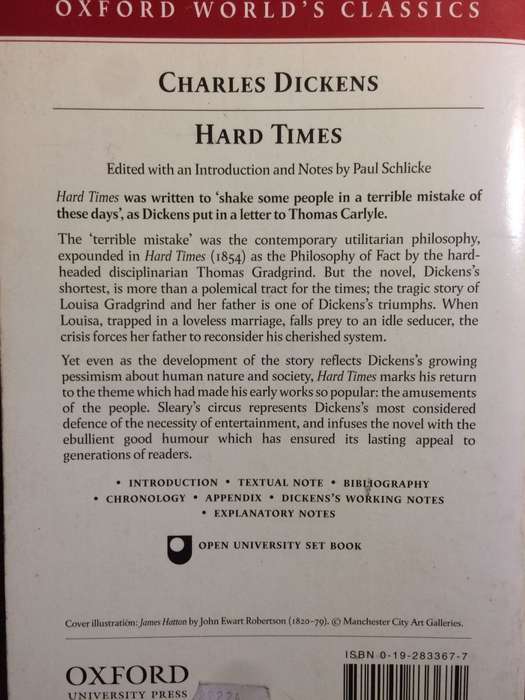 OXFORD WORLD'S CLASSICS
CHARLES DICKENS
HARD TIMES
Edited with an Introduction and Notes by Paul Schlicke
Hard Times was written to 'shake some people in a terrible mistake of
these days', as Dickens put in a letter to Thomas Carlyle.
The 'terrible mistake' was the contemporary utilitarian philosophy,
expounded in Hard Times (1854) as the Philosophy of Fact by the hard-
headed disciplinarian Thomas Gradgrind. But the novel, Dickens's
shortest, is more than a polemical tract for the times; the tragic story of
Louisa Gradgrind and her father is one of Dickens's triumphs. When
Louisa, trapped in a loveless marriage, falls prey to an idle seducer, the
crisis forces her father to reconsider his cherished system.
Yet even as the development of the story reflects Dickens's growing
pessimism about human nature and society, Hard Times marks his return
to the theme which had made his early works so popular: the amusements
of the people. Sleary's circus represents Dickens's most considered
defence of the necessity of entertainment, and infuses the novel with the
ebullient good humour which has ensured its lasting appeal to
generations of readers.
• INTRODUCTION • TEXTUAL NOTE • BIBLIOGRAPHY
• CHRONOLOGY • APPENDIX • DICKENS'S WORKING NOTES
• EXPLANATORY NOTES
OPEN UNIVERSITY SET BOOK
Cover illustration: James Hatton by John Ewart Robertson (1820–79). © Manchester City Art Galleries.
ISBN 0-19-283367-7
OXFORD
UNIVERSITY PRESS